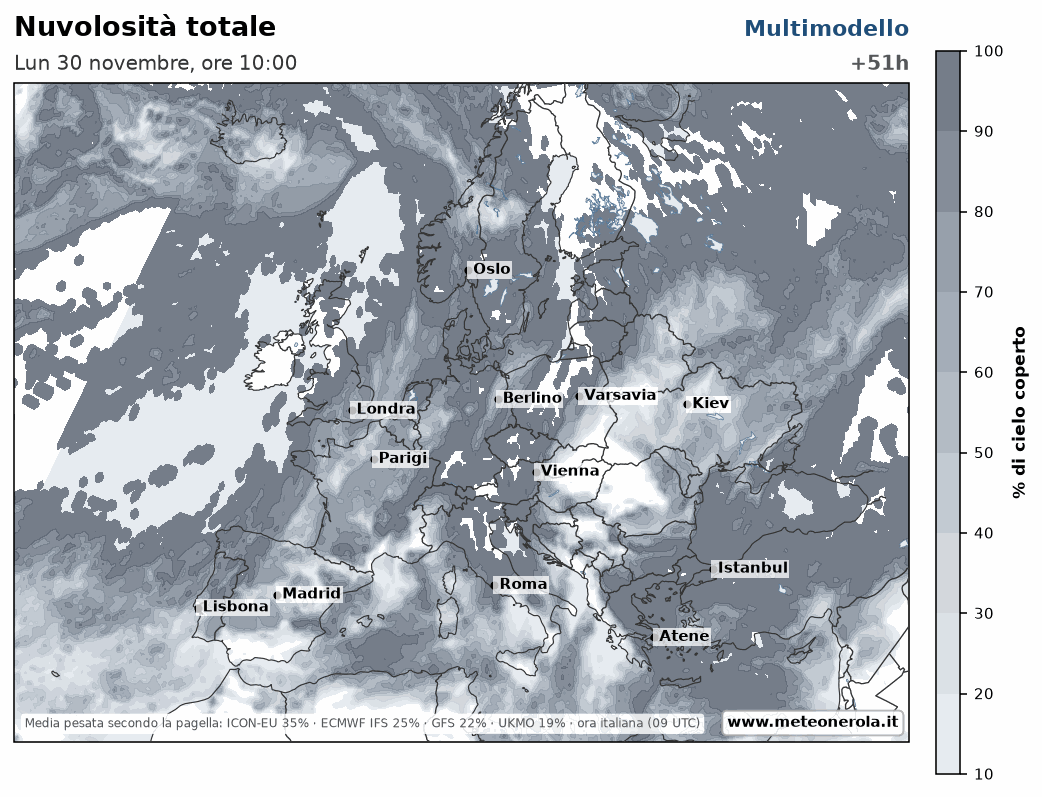 Nuvolosità totale
Multimodello
Lun 30 novembre, ore 10:00
+51h
100
90
80
70
60
50
40
30
20
10
% di cielo coperto
Oslo
Londra
Berlino
Varsavia
Kiev
Parigi
Vienna
Istanbul
Roma
Madrid
Lisbona
Atene
Media pesata secondo la pagella: ICON-EU 35% · ECMWF IFS 25% · GFS 22% · UKMO 19% · ora italiana (09 UTC)
www.meteonerola.it